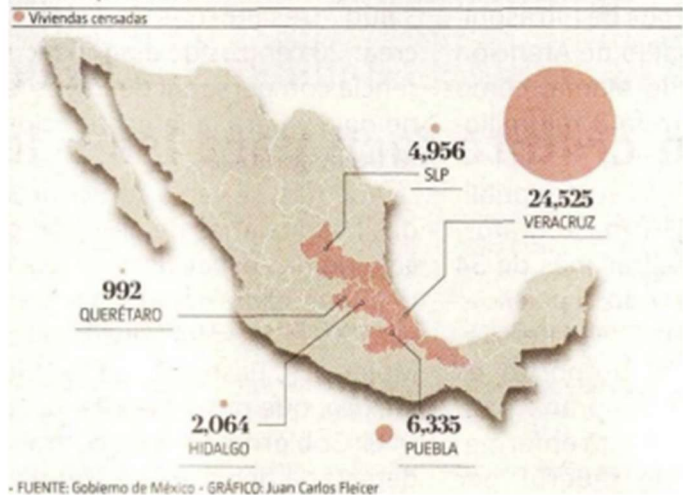 Viviendas censadas
4,956
SLP
24,525
VERACRUZ
992
QUERÉTARO
2,064
HIDALGO
6,335
PUEBLA
- FUENTE: Gobierno de México - GRÁFICO: Juan Carlos Fleicer